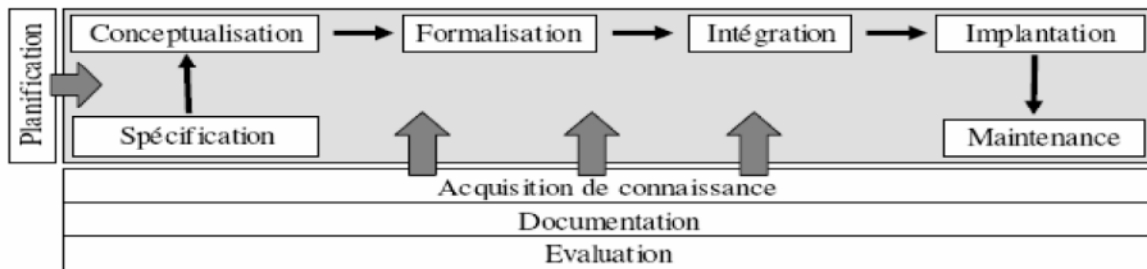 Planification
Conceptualisation
Formalisation
Intégration
Implantation
Spécification
Maintenance
Acquisition de connaissance
Documentation
Evaluation